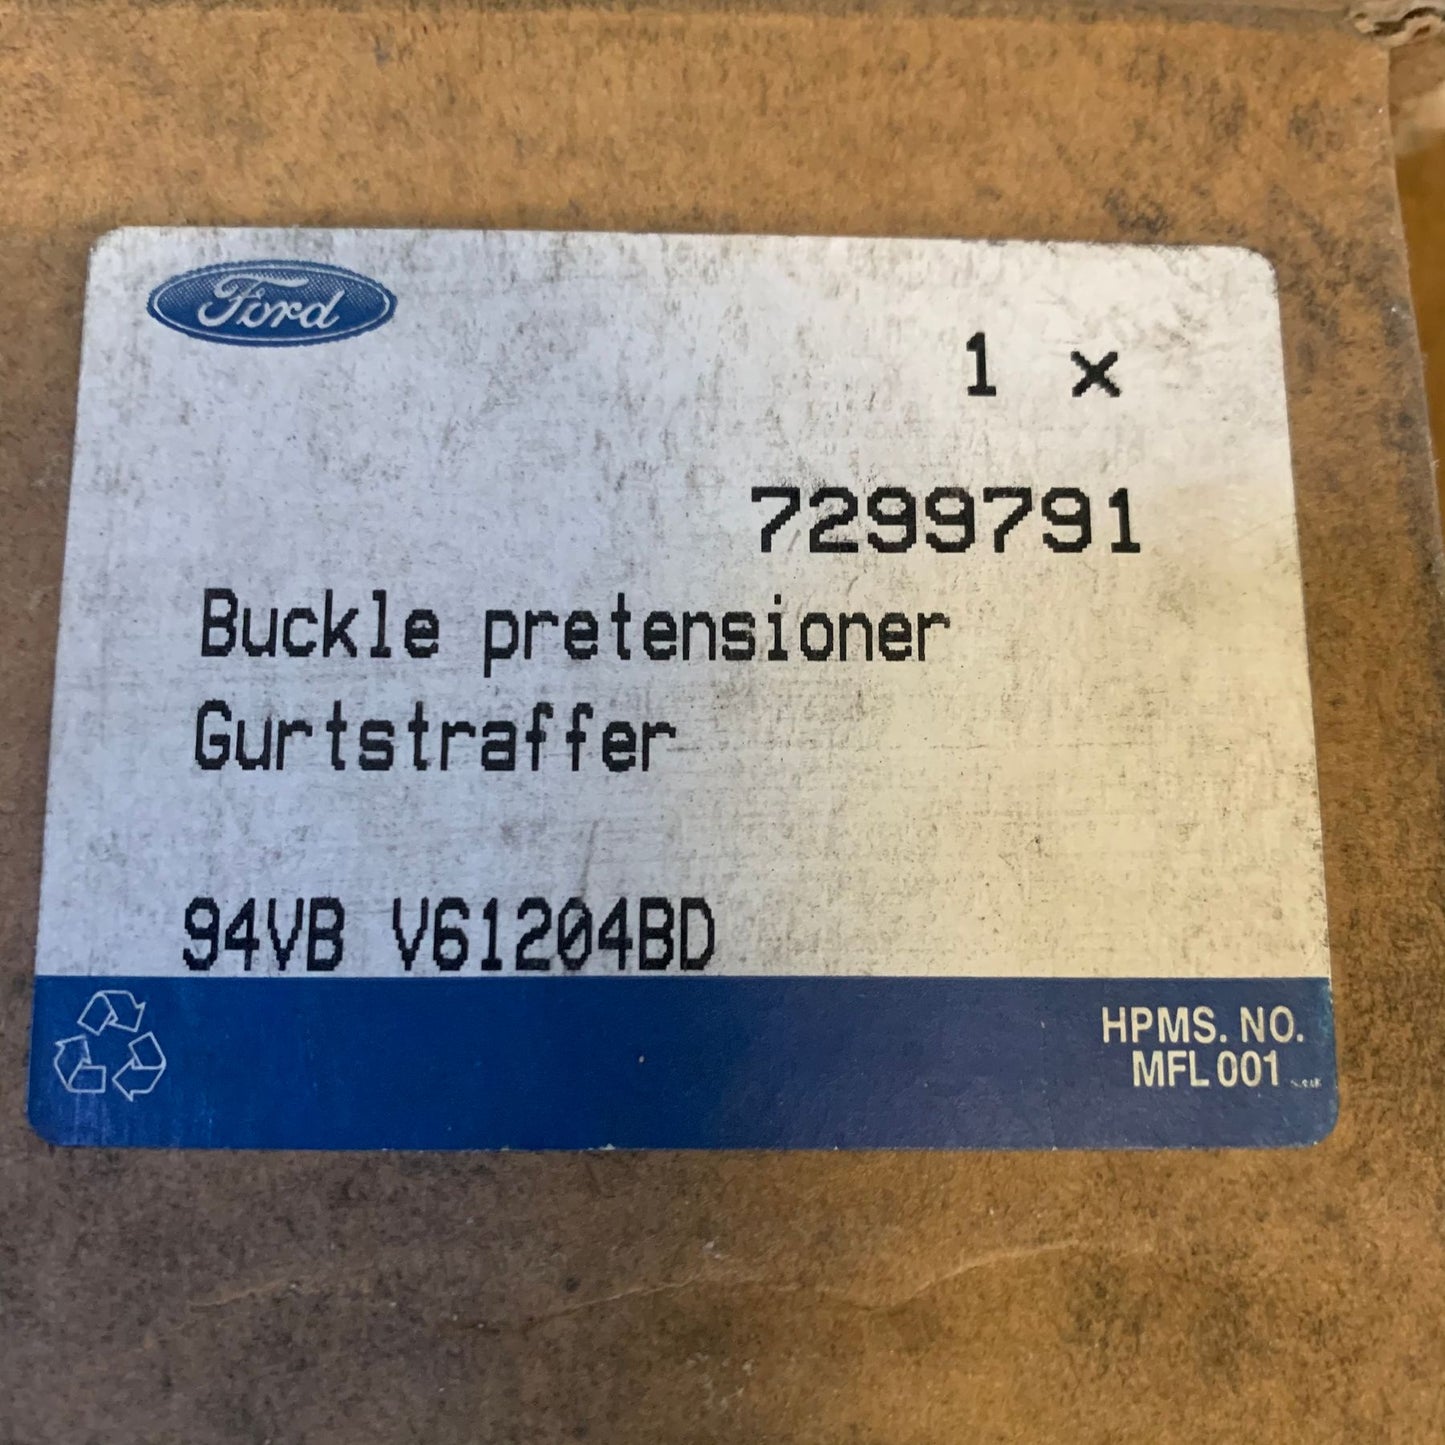 Ford
1 x
7299791
Buckle pretensioner
Gurtstraffer
94VB V61204BD
HPMS. NO.
MFL 001